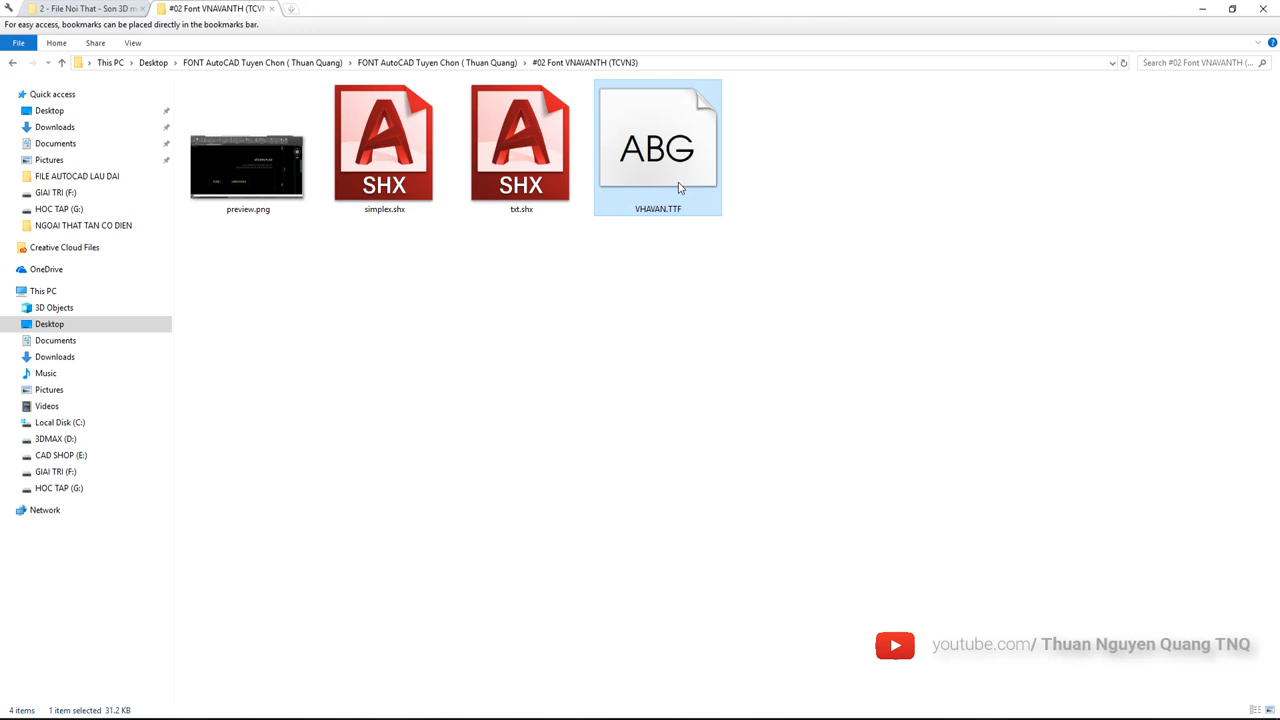 2 - File Noi That - Son 3D m
#02 Font VNAVANTH (TCVN
For easy access, bookmarks can be placed directly in the bookmarks bar.
File
Home
Share
View
This PC
Desktop
FONT AutoCAD Tuyen Chon ( Thuan Quang)
FONT AutoCAD Tuyen Chon ( Thuan Quang)
#02 Font VNAVANTH (TCVN3)
Search #02 Font VNAVANTH (...
Quick access
Desktop
Downloads
Documents
Pictures
FILE AUTOCAD LAU DAI
GIAI TRI (F:)
HOC TAP (G:)
NGOAI THAT TAN CO DIEN
Creative Cloud Files
OneDrive
This PC
3D Objects
Desktop
Documents
Downloads
Music
Pictures
Videos
Local Disk (C:)
3DMAX (D:)
CAD SHOP (E:)
GIAI TRI (F:)
HOC TAP (G:)
Network
SHX
SHX
ABG
preview.png
simplex.shx
txt.shx
VHAVAN.TTF
youtube.com/ Thuan Nguyen Quang TNQ
4 items
1 item selected 31.2 KB